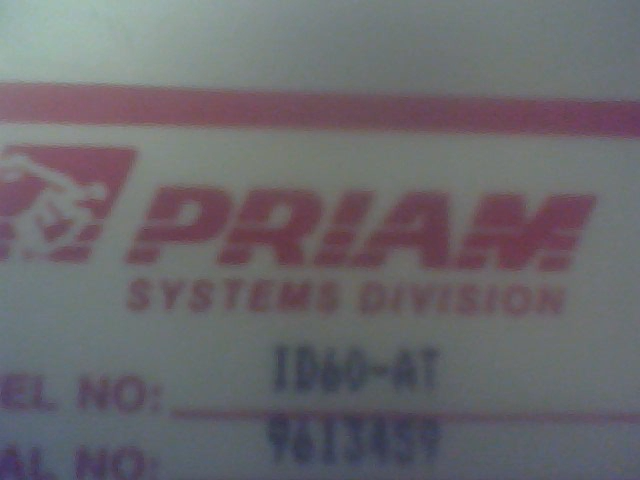 PRIAM
SYSTEMS DIVISION
EL NO: ID60-AT
AL NO: 9613459